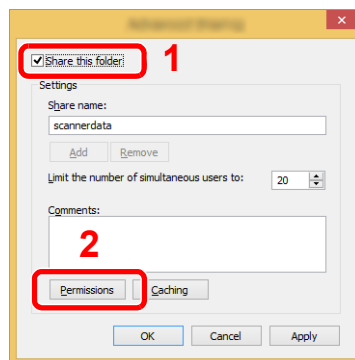 Share this folder 1
Settings
Share name:
scannerdata
Add Remove
Limit the number of simultaneous users to: 20
Comments:
2
Permissions Caching
OK Cancel Apply